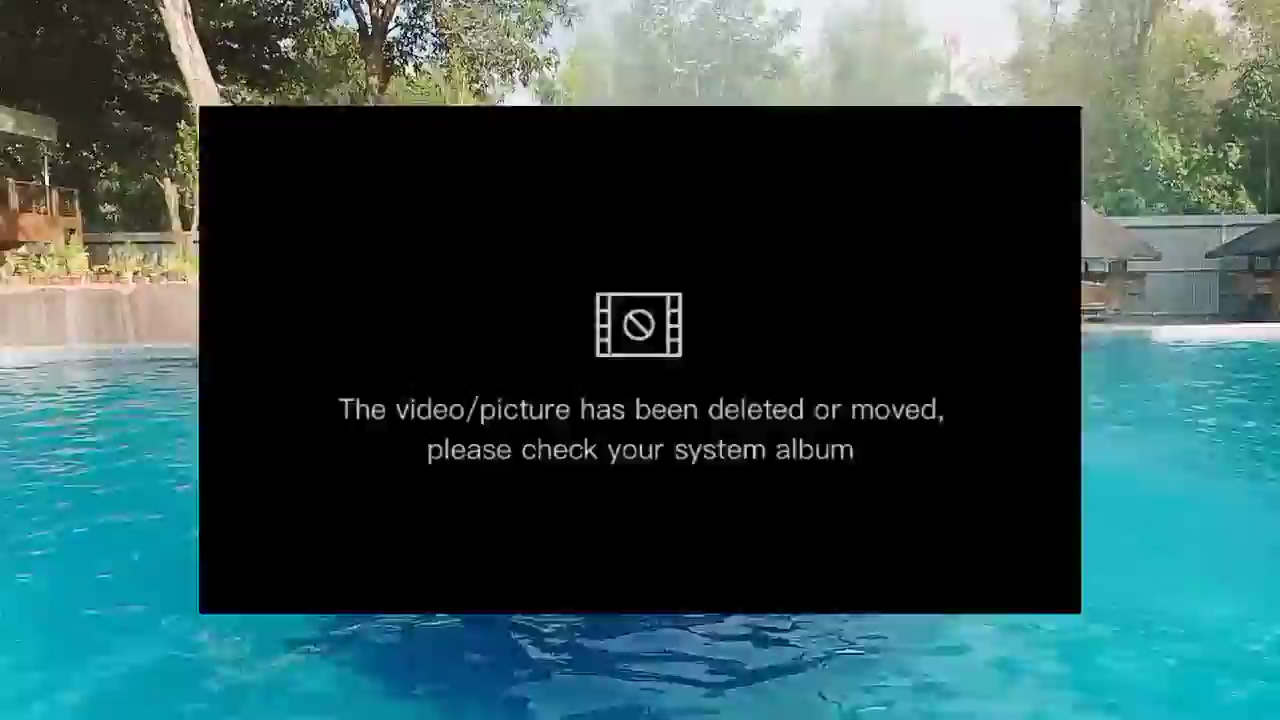 The video/picture has been deleted or moved,
please check your system album